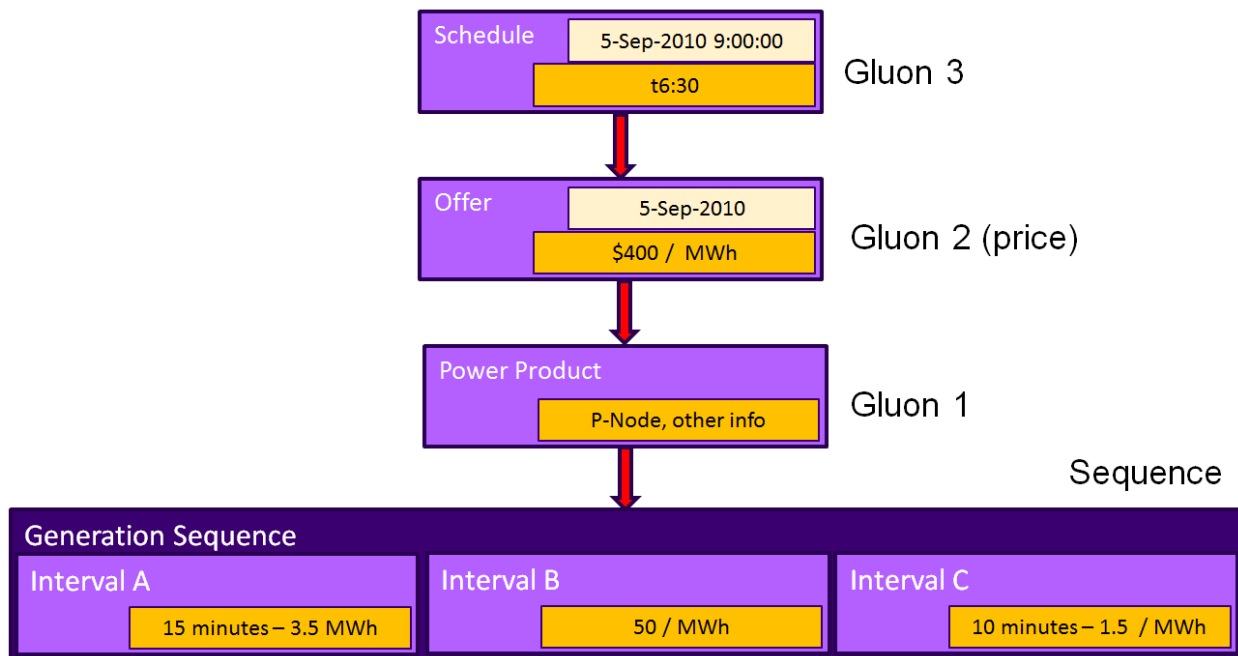 Schedule
5-Sep-2010 9:00:00
t6:30
Gluon 3
Offer
5-Sep-2010
$400 /  MWh
Gluon 2 (price)
Power Product
P-Node, other info
Gluon 1
Sequence
Generation Sequence
Interval A
15 minutes – 3.5 MWh
Interval B
50 / MWh
Interval C
10 minutes – 1.5  / MWh